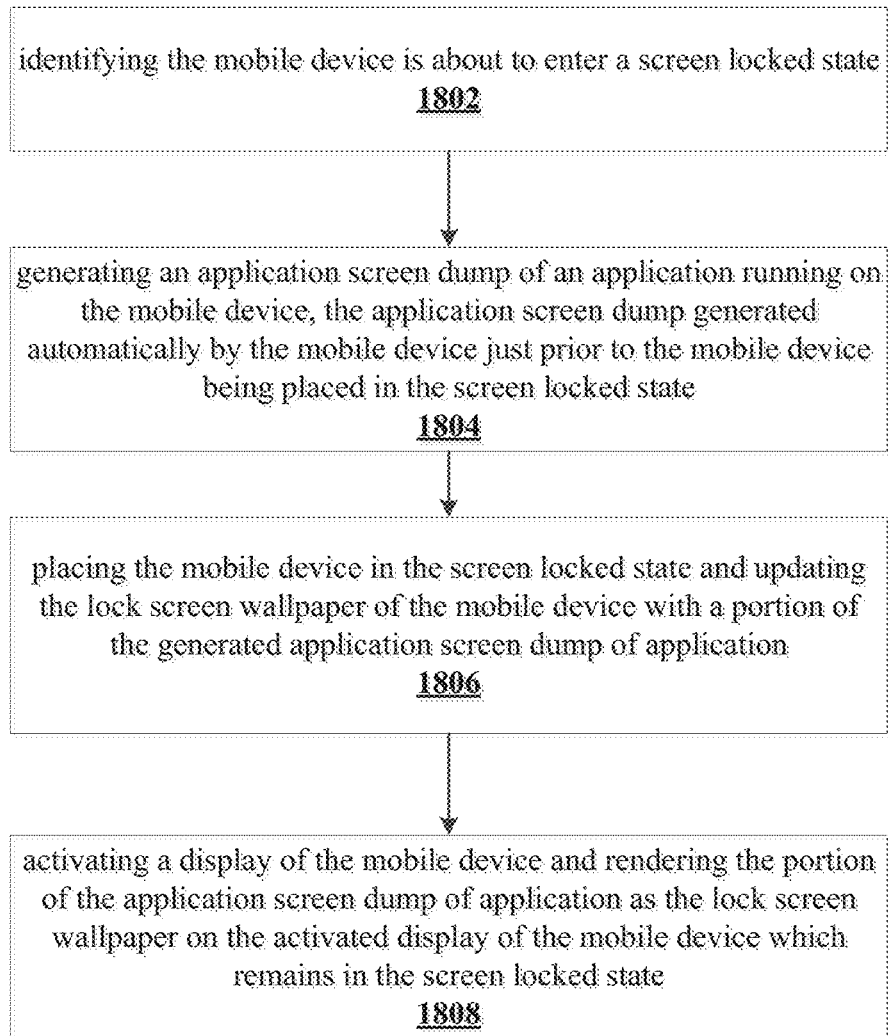 identifying the mobile device is about to enter a screen locked state
1802
generating an application screen dump of an application running on
the mobile device, the application screen dump generated
automatically by the mobile device just prior to the mobile device
being placed in the screen locked state
1804
placing the mobile device in the screen locked state and updating
the lock screen wallpaper of the mobile device with a portion of
the generated application screen dump of application
1806
activating a display of the mobile device and rendering the portion
of the application screen dump of application as the lock screen
wallpaper on the activated display of the mobile device which
remains in the screen locked state
1808